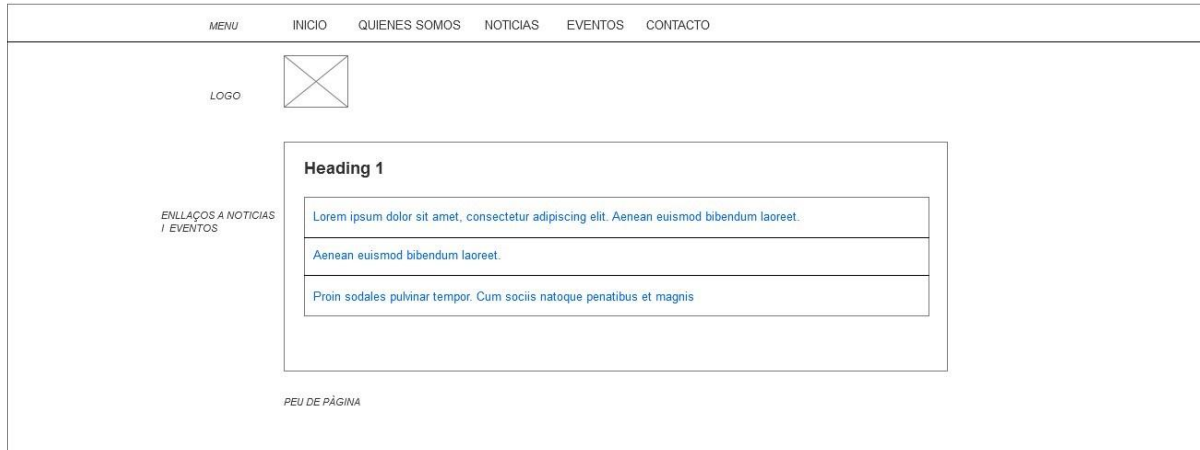 MENU INICIO QUIENES SOMOS NOTICIAS EVENTOS CONTACTO
LOGO
Heading 1
ENLLAÇOS A NOTICIAS
I EVENTOS
Lorem ipsum dolor sit amet, consectetur adipiscing elit. Aenean euismod bibendum laoreet.
Aenean euismod bibendum laoreet.
Proin sodales pulvinar tempor. Cum sociis natoque penatibus et magnis
PEU DE PÀGINA